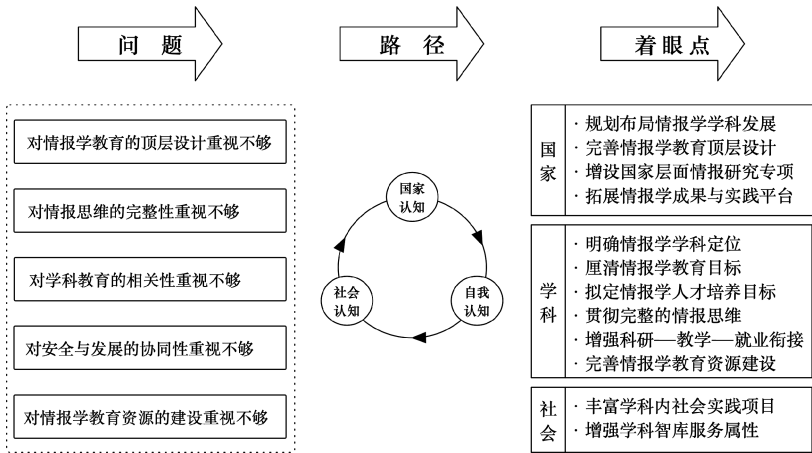 问 题
路 径
着眼点
对情报学教育的顶层设计重视不够
对情报思维的完整性重视不够
对学科教育的相关性重视不够
对安全与发展的协同性重视不够
对情报学教育资源的建设重视不够
国家
认知
社会
认知
自我
认知
国
家
· 规划布局情报学学科发展
· 完善情报学教育顶层设计
· 增设国家层面情报研究专项
· 拓展情报学成果与实践平台
学
科
· 明确情报学学科定位
· 厘清情报学教育目标
· 拟定情报学人才培养目标
· 贯彻完整的情报思维
· 增强科研—教学—就业衔接
· 完善情报学教育资源建设
社
会
· 丰富学科内社会实践项目
· 增强学科智库服务属性